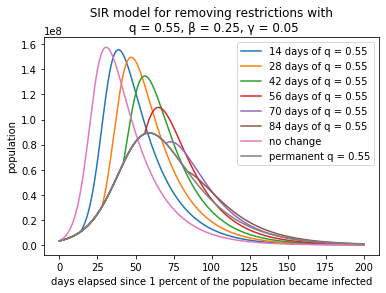 SIR model for removing restrictions with
q = 0.55, β = 0.25, γ = 0.05
1e8
1.6
1.4
1.2
1.0
0.8
0.6
0.4
0.2
0.0
population
14 days of q = 0.55
28 days of q = 0.55
42 days of q = 0.55
56 days of q = 0.55
70 days of q = 0.55
84 days of q = 0.55
no change
permanent q = 0.55
0 25 50 75 100 125 150 175 200
days elapsed since 1 percent of the population became infected